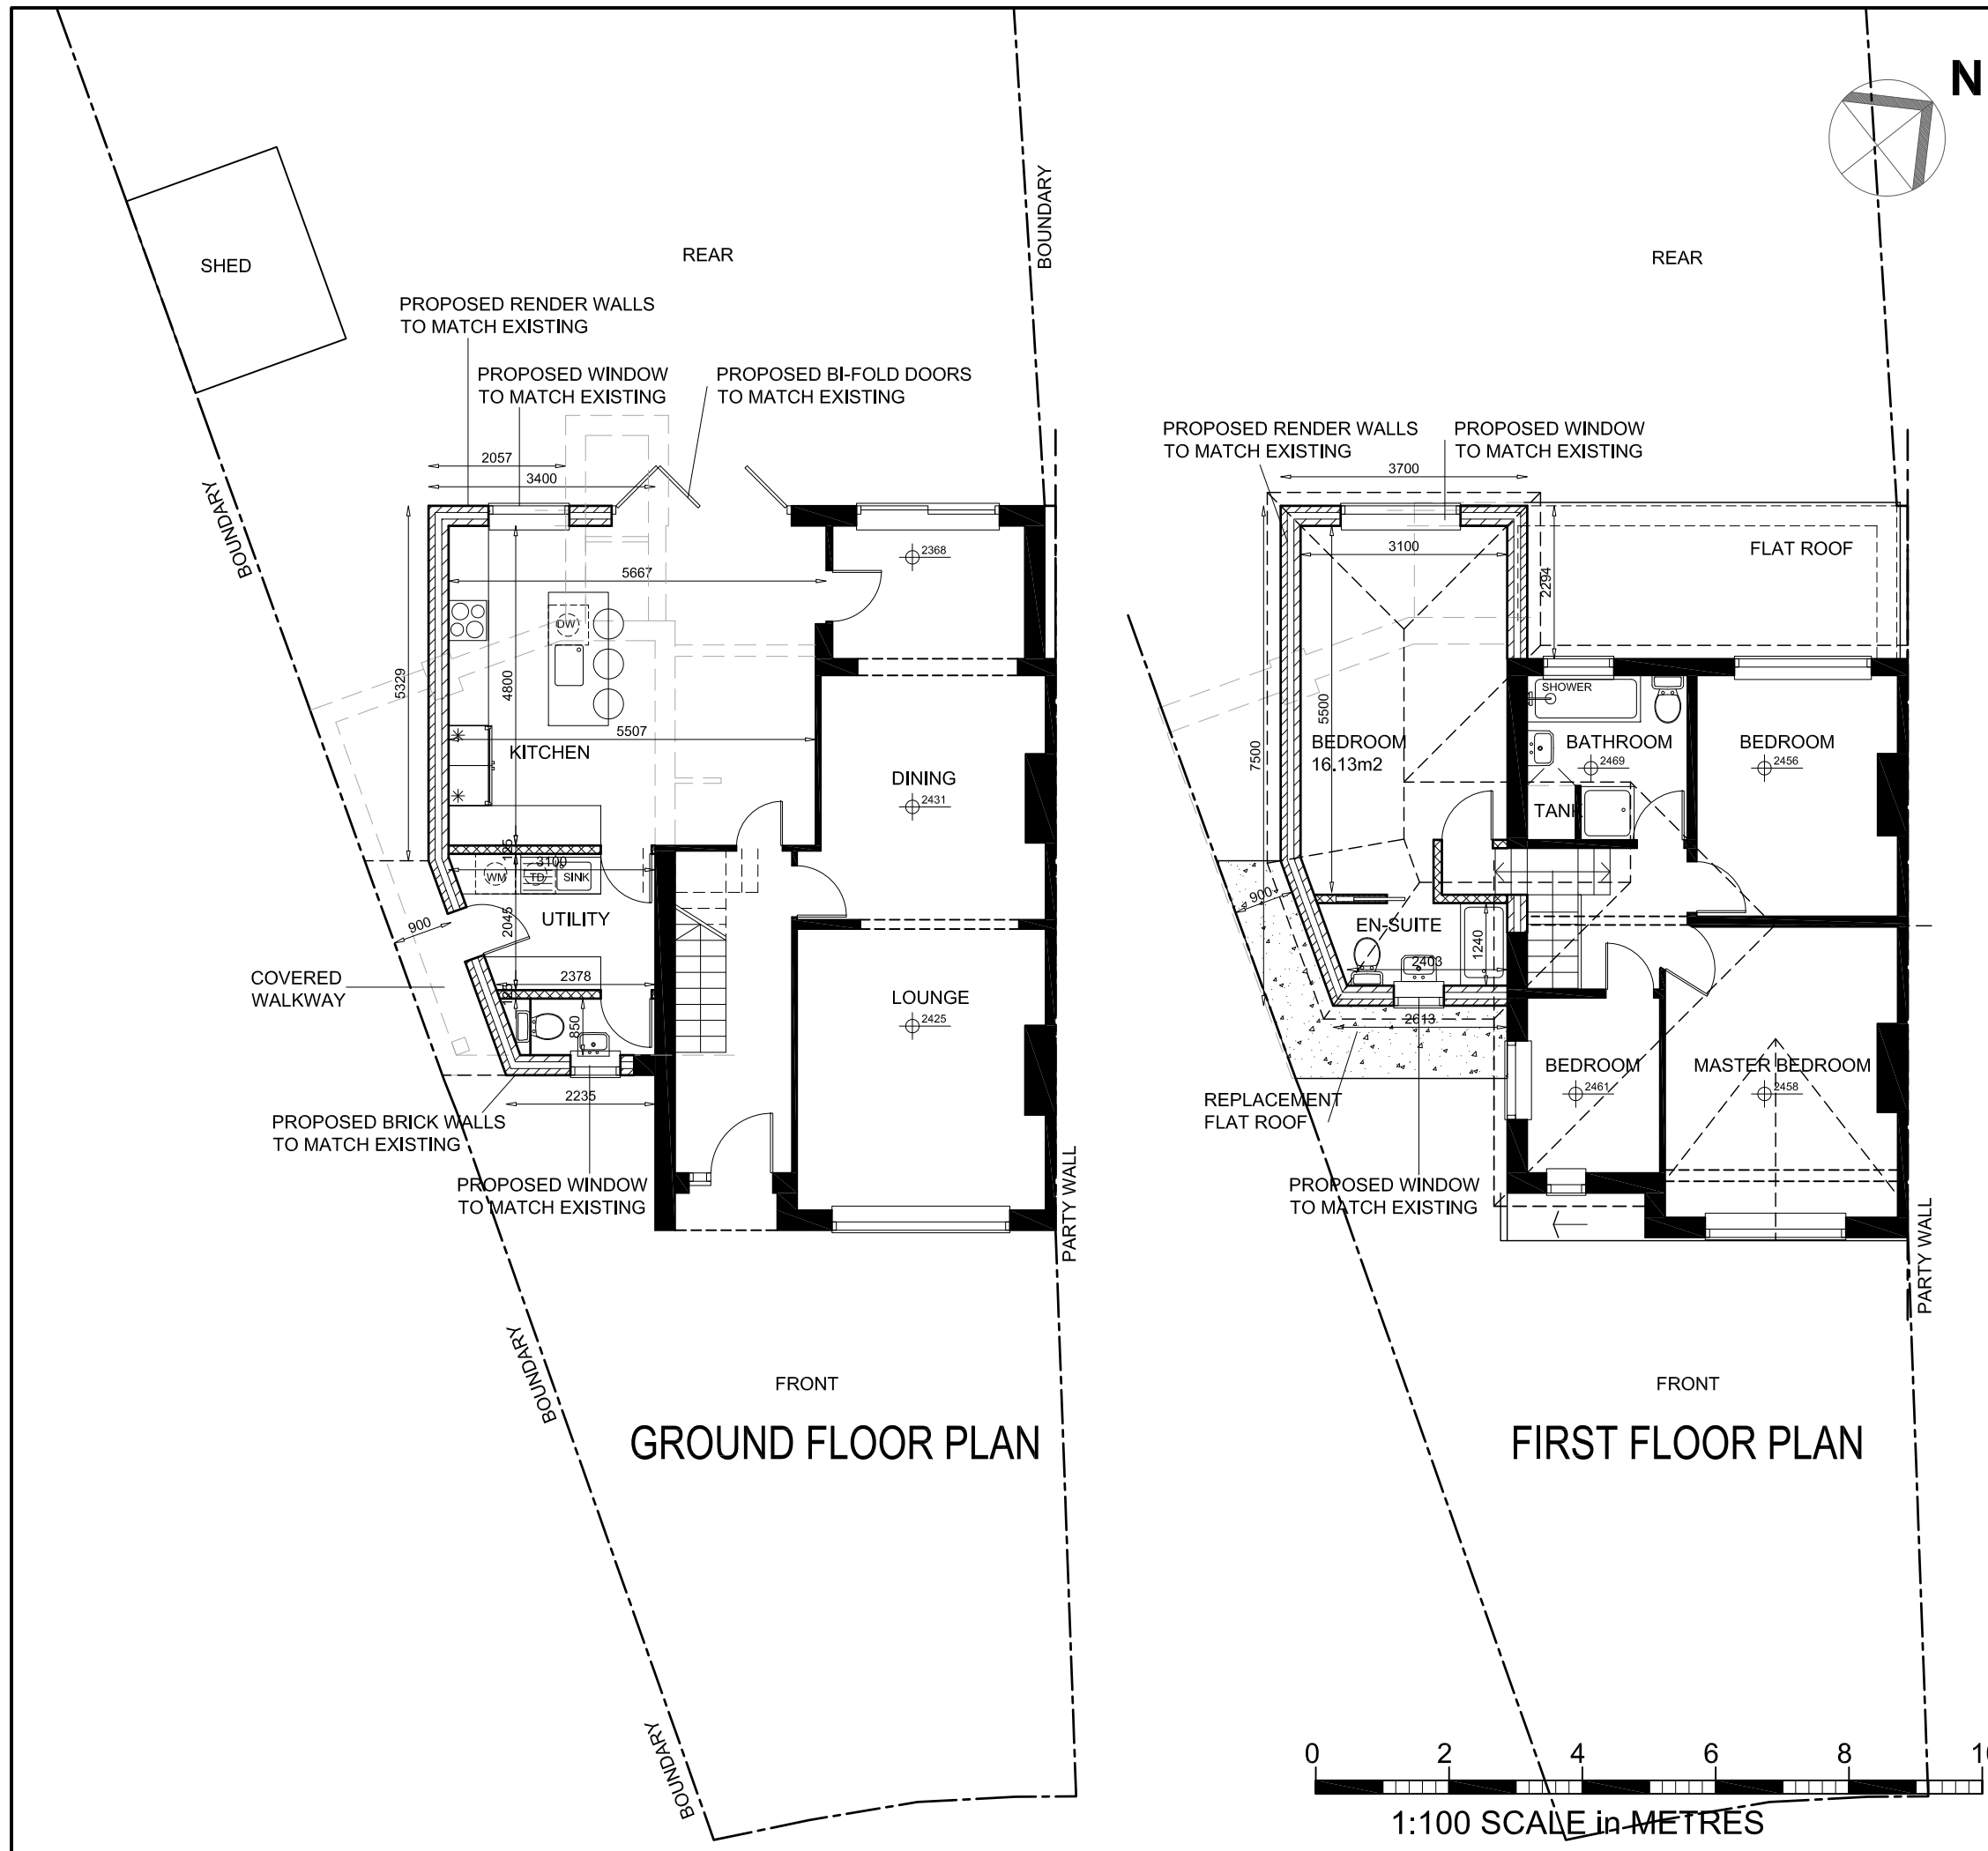 N
SHED
REAR
BOUNDARY
REAR
PROPOSED RENDER WALLS
TO MATCH EXISTING
PROPOSED WINDOW
TO MATCH EXISTING
PROPOSED BI-FOLD DOORS
TO MATCH EXISTING
PROPOSED RENDER WALLS
TO MATCH EXISTING
PROPOSED WINDOW
TO MATCH EXISTING
BOUNDARY
2057
3400
3700
2368
3100
FLAT ROOF
5667
2294
DW
5329
4800
5507
KITCHEN
DINING
2431
SHOWER
5500
7500
BEDROOM
16.13m2
BATHROOM
2469
TANK
BEDROOM
2456
125
3100
WM
TD
SINK
UTILITY
2045
900
2378
125
850
COVERED
WALKWAY
LOUNGE
2425
900
EN-SUITE
2403
1240
2613
BEDROOM
2461
MASTER BEDROOM
2458
2235
PROPOSED BRICK WALLS
TO MATCH EXISTING
PROPOSED WINDOW
TO MATCH EXISTING
PARTY WALL
REPLACEMENT
FLAT ROOF
PROPOSED WINDOW
TO MATCH EXISTING
PARTY WALL
BOUNDARY
FRONT
GROUND FLOOR PLAN
FRONT
FIRST FLOOR PLAN
BOUNDARY
0 2 4 6 8
1:100 SCALE in METRES